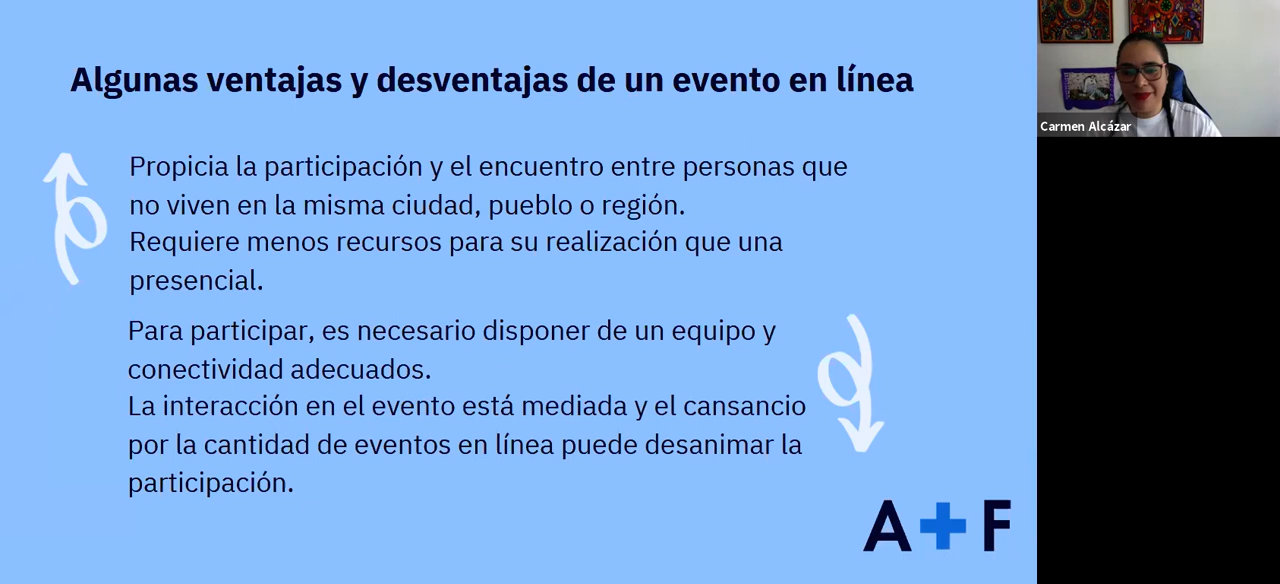 Algunas ventajas y desventajas de un evento en línea
Propicia la participación y el encuentro entre personas que
no viven en la misma ciudad, pueblo o región.
Requiere menos recursos para su realización que una
presencial.
Para participar, es necesario disponer de un equipo y
conectividad adecuados.
La interacción en el evento está mediada y el cansancio
por la cantidad de eventos en línea puede desanimar la
participación.
A+F
Carmen Alcázar